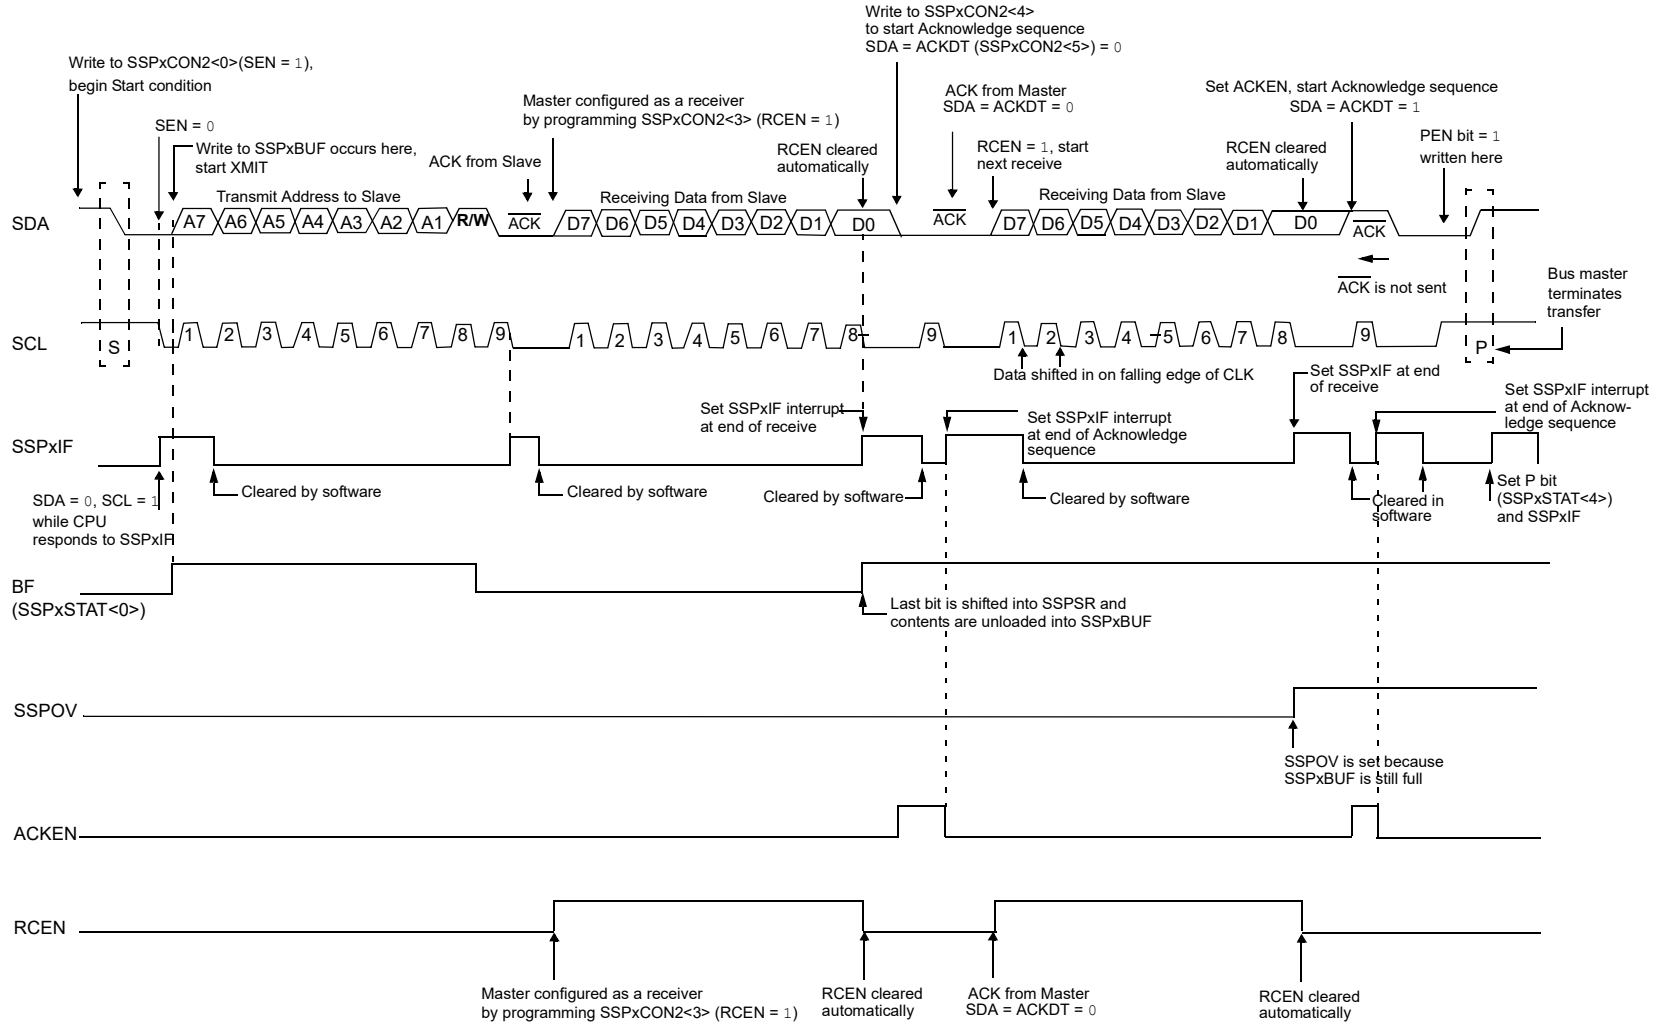 Write to SSPxCON2<4>
to start Acknowledge sequence
SDA = ACKDT (SSPxCON2<5>) = 0
Write to SSPxCON2<0>(SEN = 1),
begin Start condition
SEN = 0
Write to SSPxBUF occurs here,
start XMIT
ACK from Slave
Master configured as a receiver
by programming SSPxCON2<3> (RCEN = 1)
RCEN cleared
automatically
ACK from Master
SDA = ACKDT = 0
RCEN = 1, start
next receive
Set ACKEN, start Acknowledge sequence
SDA = ACKDT = 1
RCEN cleared
automatically
PEN bit = 1
written here
Transmit Address to Slave
Receiving Data from Slave
Receiving Data from Slave
SDA A7 A6 A5 A4 A3 A2 A1 R/W ACK D7 D6 D5 D4 D3 D2 D1 D0 ACK D7 D6 D5 D4 D3 D2 D1 D0 ACK
ACK is not sent
Bus master
terminates
transfer
SCL S 1 2 3 4 5 6 7 8 9 1 2 3 4 5 6 7 8 9 1 2 3 4 5 6 7 8 9 P
Data shifted in on falling edge of CLK
Set SSPxIF interrupt
at end of receive
Set SSPxIF interrupt
at end of Acknowledge
sequence
Set SSPxIF at end
of receive
Set SSPxIF interrupt
at end of Acknow-
ledge sequence
SSPxIF
SDA = 0, SCL = 1
while CPU
responds to SSPxIF
Cleared by software
Cleared by software
Cleared by software
Cleared by software
Cleared in
software
Set P bit
(SSPxSTAT<4>)
and SSPxIF
BF
(SSPxSTAT<0>)
Last bit is shifted into SSPSR and
contents are unloaded into SSPxBUF
SSPOV
SSPOV is set because
SSPxBUF is still full
ACKEN
RCEN
Master configured as a receiver
by programming SSPxCON2<3> (RCEN = 1)
RCEN cleared
automatically
ACK from Master
SDA = ACKDT = 0
RCEN cleared
automatically